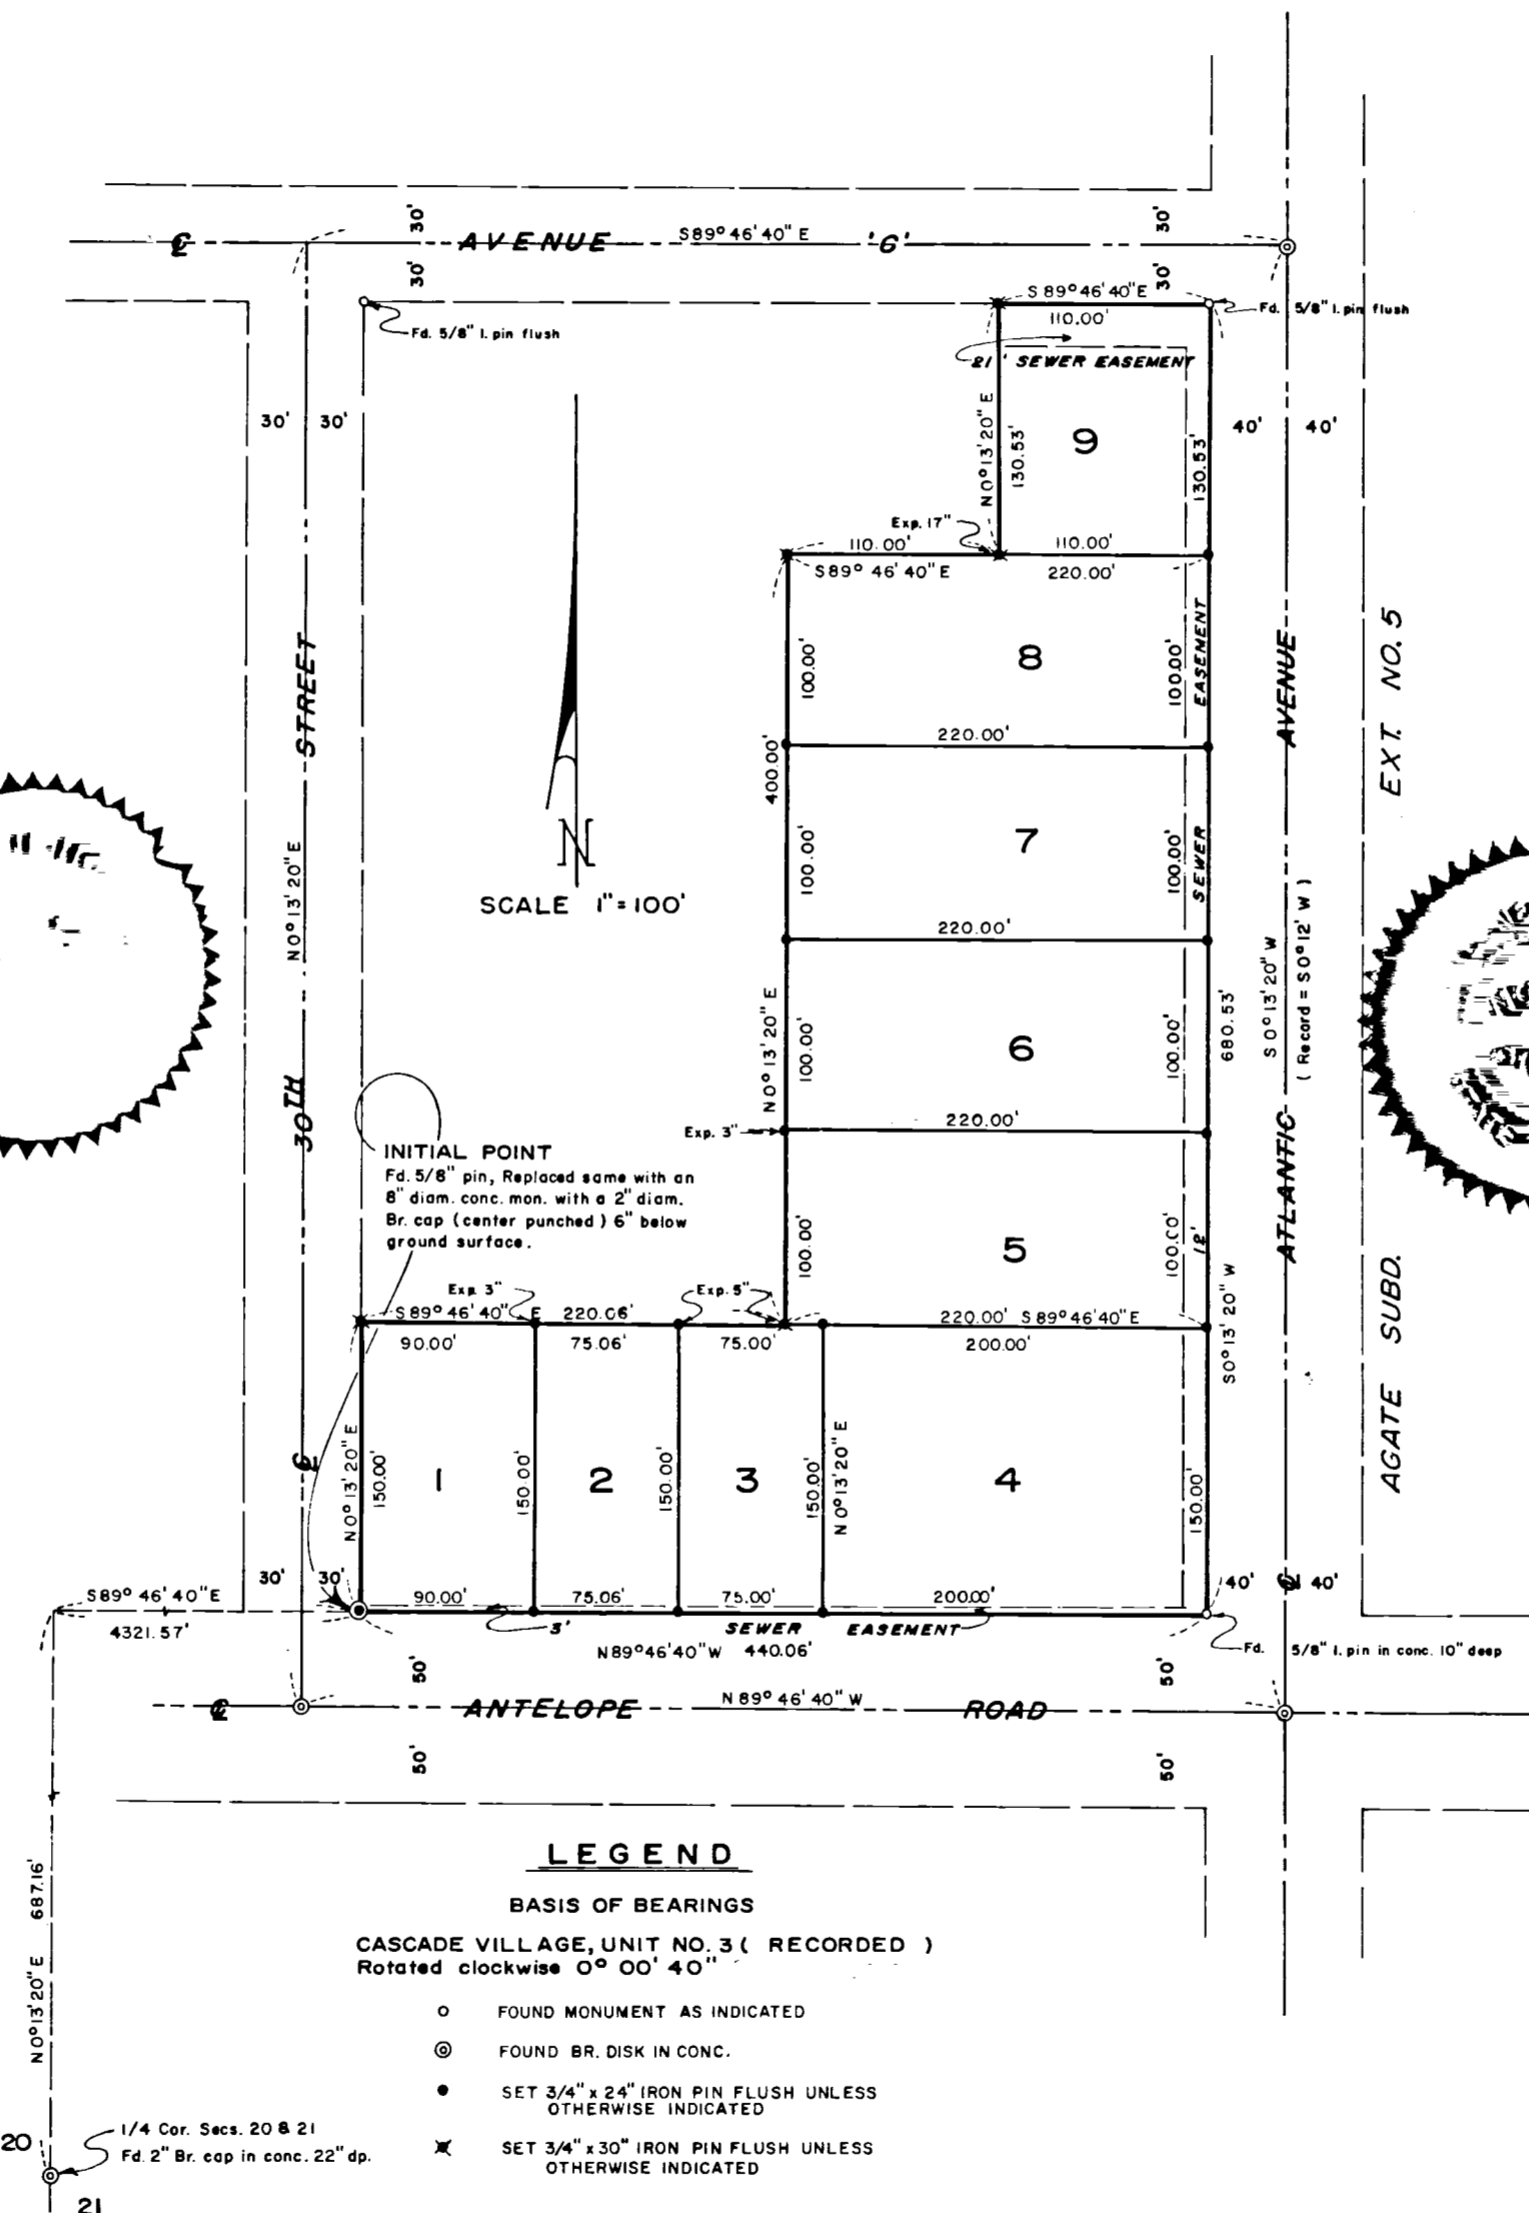 30'
30'
℄ AVENUE S89°46'40" E 'G'
30'
30'
S 89°46'40"E
Fd. 5/8" I. pin flush
110.00'
Fd. 5/8" I. pin flush
21' SEWER EASEMENT
30' 30'
N0°13'20" E
130.53'
9
130.53'
40' 40'
Exp. 17"
110.00' 110.00'
S89° 46' 40" E 220.00'
100.00'
8
100.00'
EASEMENT
STREET
AVENUE
EXT. NO. 5
220.00'
400.00'
N
SCALE 1"=100'
N0°13'20" E
100.00'
7
100.00'
SEWER
220.00'
N0°13'20" E
100.00'
6
100.00'
680.53'
S 0°13'20" W
( Record = S 0°12' W )
30TH
Exp. 3"
220.00'
ATLANTIC
INITIAL POINT
Fd. 5/8" pin, Replaced same with an
8" diam. conc. mon. with a 2" diam.
Br. cap (center punched) 6" below
ground surface.
100.00'
5
100.00'
12'
S0°13'20" W
AGATE SUBD.
Exp. 3"
Exp. 5"
S89° 46' 40" E 220.06'
220.00' S89°46'40"E
90.00' 75.06' 75.00' 200.00'
℄
N0°13'20" E
150.00'
1
150.00'
2
150.00'
3
150.00'
N0°13'20" E
4
150.00'
30' 30'
40' ℄ 40'
S89° 46' 40"E
4321.57'
90.00' 75.06' 75.00' 200.00'
3' SEWER EASEMENT
N89°46'40"W 440.06'
Fd. 5/8" I. pin in conc. 10" deep
50'
50'
℄ ANTELOPE N 89° 46' 40" W ROAD
50'
50'
LEGEND
BASIS OF BEARINGS
CASCADE VILLAGE, UNIT NO. 3 ( RECORDED )
Rotated clockwise 0° 00' 40"
○ FOUND MONUMENT AS INDICATED
◎ FOUND BR. DISK IN CONC.
● SET 3/4" x 24" IRON PIN FLUSH UNLESS
OTHERWISE INDICATED
SET 3/4" x 30" IRON PIN FLUSH UNLESS
OTHERWISE INDICATED
N0°13'20" E 687.16'
20
1/4 Cor. Secs. 20 & 21
Fd. 2" Br. cap in conc. 22" dp.
21